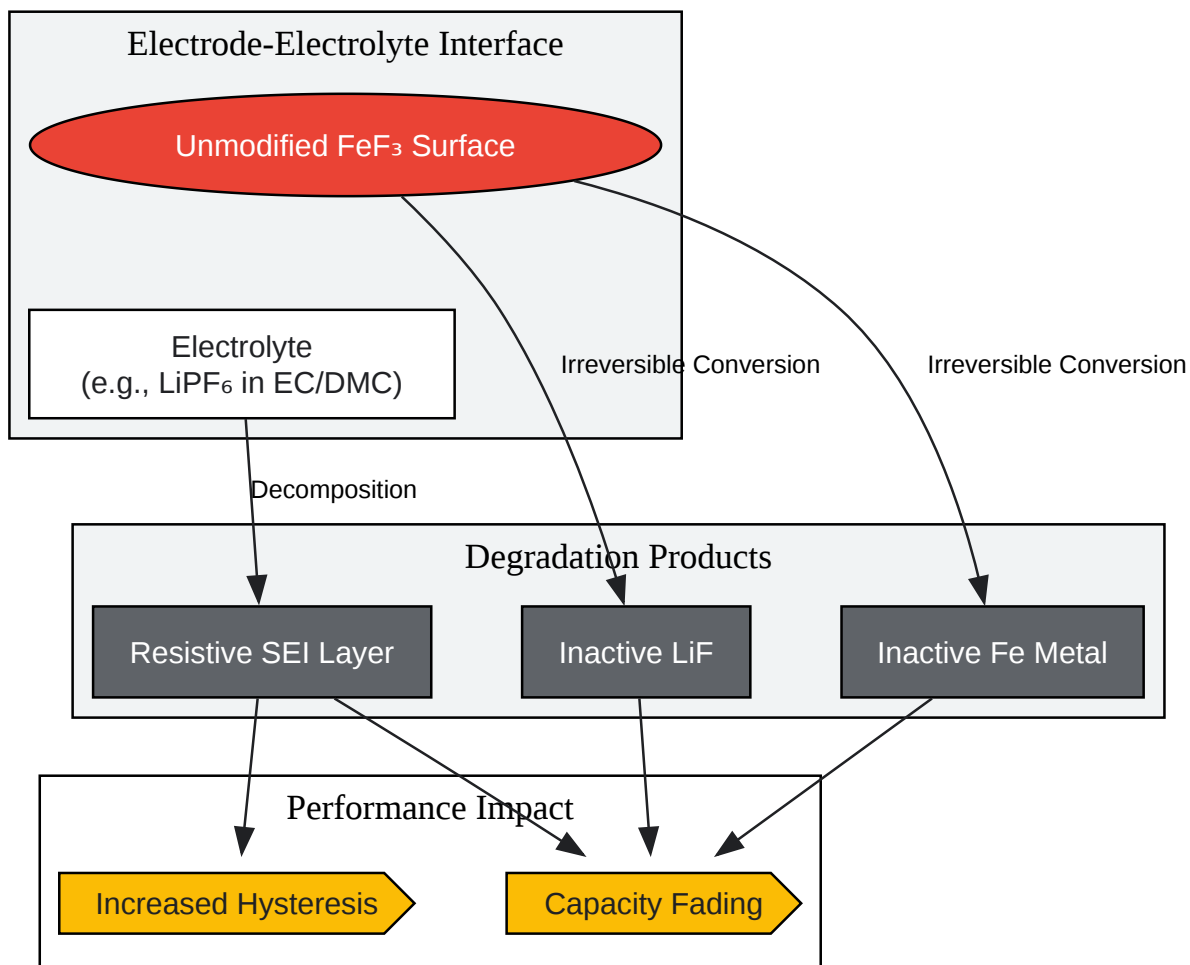 Electrode-Electrolyte Interface
Unmodified FeF₃ Surface
Electrolyte
(e.g., LiPF₆ in EC/DMC)
Irreversible Conversion
Irreversible Conversion
Decomposition
Degradation Products
Resistive SEI Layer
Inactive LiF
Inactive Fe Metal
Performance Impact
Increased Hysteresis
Capacity Fading